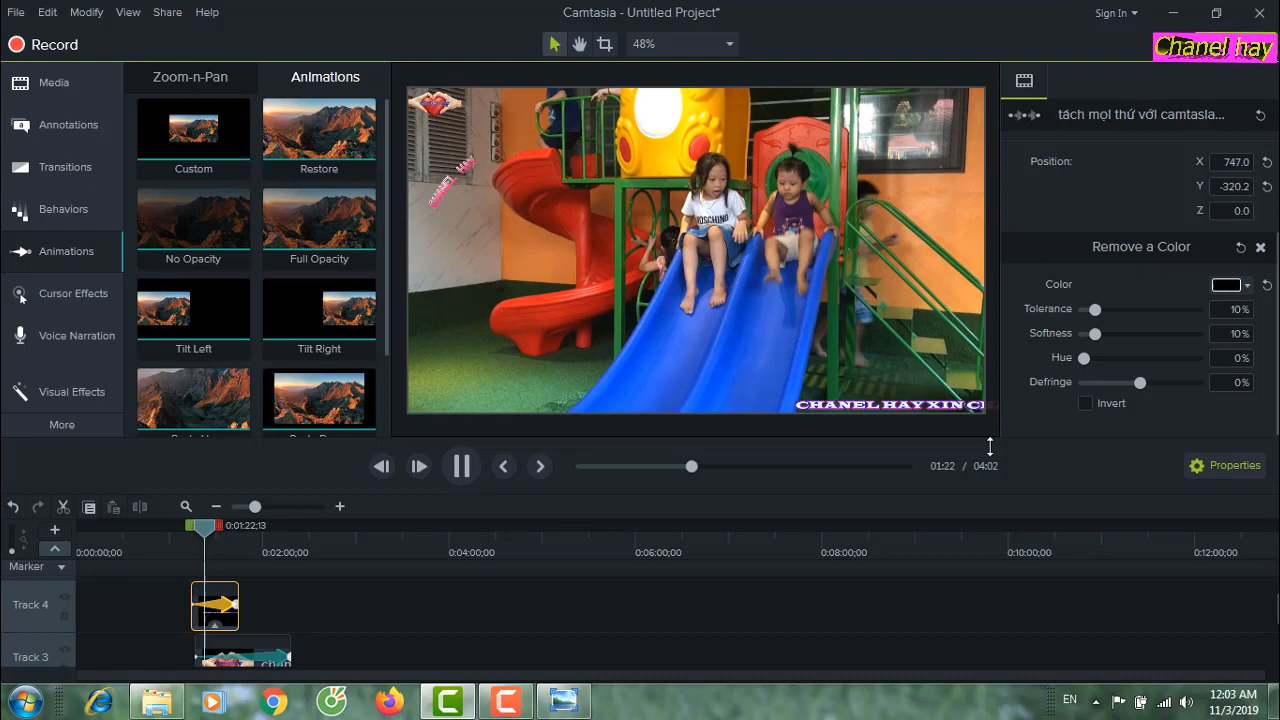 File Edit Modify View Share Help
Camtasia - Untitled Project*
Sign In
Record
48%
Chanel hay
Media
Annotations
Transitions
Behaviors
Animations
Cursor Effects
Voice Narration
Visual Effects
More
Zoom-n-Pan
Animations
Custom
Restore
No Opacity
Full Opacity
Tilt Left
Tilt Right
MOSCHINO
CHANEL HAY XIN C
tách mọi thứ với camtasla...
Position:
X 747.0
Y -320.2
Z 0.0
Remove a Color
Color
Tolerance 10%
Softness 10%
Hue 0%
Defringe 0%
Invert
01:22 / 04:02
Properties
0:01:22;13
0:00:00;00 0:02:00;00 0:04:00;00 0:06:00;00 0:08:00;00 0:10:00;00 0:12:00;00
Marker
Track 4
Track 3
EN
12:03 AM
11/3/2019